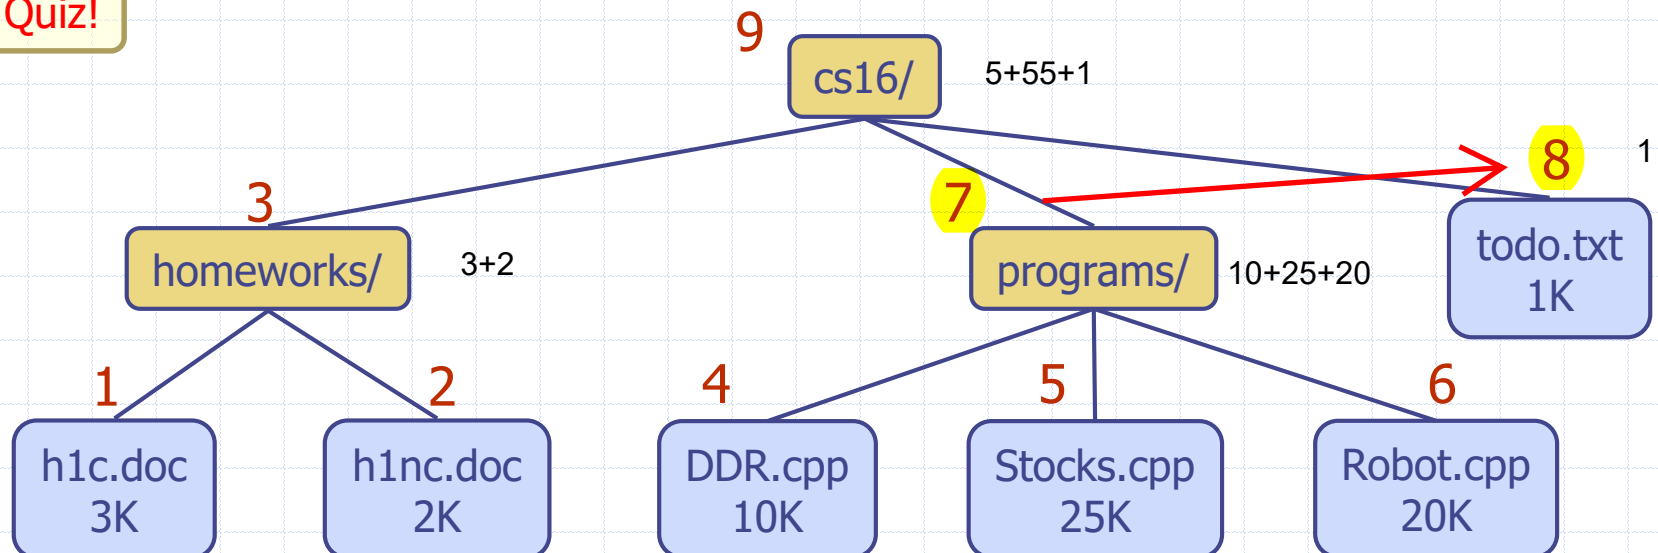 Quiz!
9
cs16/
5+55+1
3
homeworks/
3+2
7
programs/
10+25+20
8
1
todo.txt
1K
1
h1c.doc
3K
2
h1nc.doc
2K
4
DDR.cpp
10K
5
Stocks.cpp
25K
6
Robot.cpp
20K